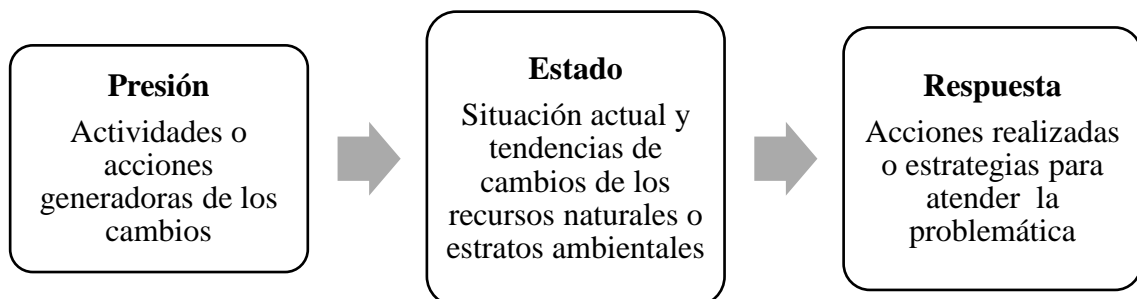 Presión
Actividades o
acciones
generadoras de los
cambios
Estado
Situación actual y
tendencias de
cambios de los
recursos naturales o
estratos ambientales
Respuesta
Acciones realizadas
o estrategias para
atender la
problemática